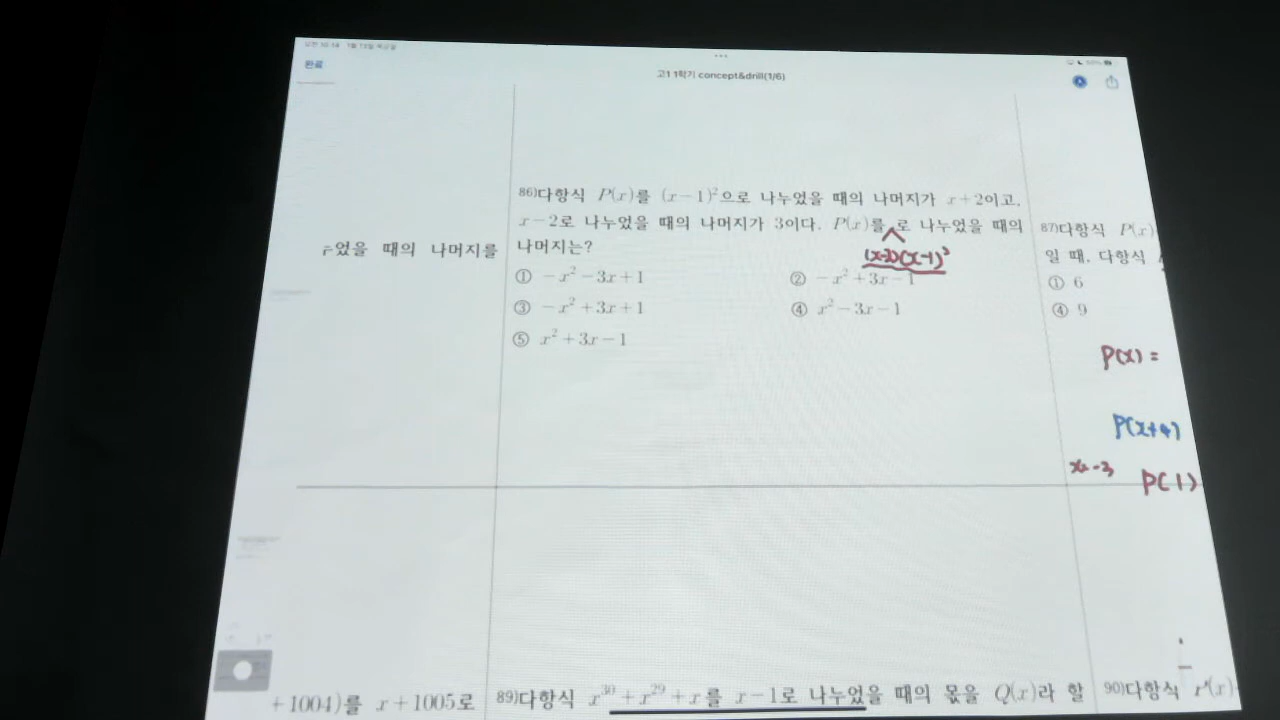 완료
고1 1학기 concept&drill(1/6)
었을 때의 나머지를
86)다항식 P(x)를 (x-1)²으로 나누었을 때의 나머지가 x+2이고,
x-2로 나누었을 때의 나머지가 3이다. P(x)를 로 나누었을 때의
나머지는?
(x-2)(x-1)²
① -x²-3x+1
② -x²+3x-1
③ -x²+3x+1
④ x²-3x-1
⑤ x²+3x-1
87)다항식 P(x)
일 때, 다항식
① 6
④ 9
P(x) =
P(x+4)
x=-3 P(1)
+1004)를 x+1005로
89)다항식 x³⁰+x²⁹+x를 x-1로 나누었을 때의 몫을 Q(x)라 할
90)다항식